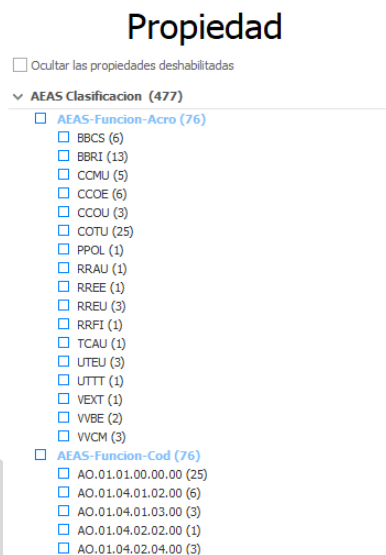 Propiedad
Ocultar las propiedades deshabilitadas
AEAS Clasificacion (477)
AEAS-Funcion-Acro (76)
BBCS (6)
BBRI (13)
CCMU (5)
CCOE (6)
CCOU (3)
COTU (25)
PPOL (1)
RRAU (1)
RREE (1)
RREU (3)
RRFI (1)
TCAU (1)
UTEU (3)
UTTT (1)
VEXT (1)
VVBE (2)
VVCM (3)
AEAS-Funcion-Cod (76)
AO.01.01.00.00.00 (25)
AO.01.04.01.02.00 (6)
AO.01.04.01.03.00 (3)
AO.01.04.02.02.00 (1)
AO.01.04.02.04.00 (3)